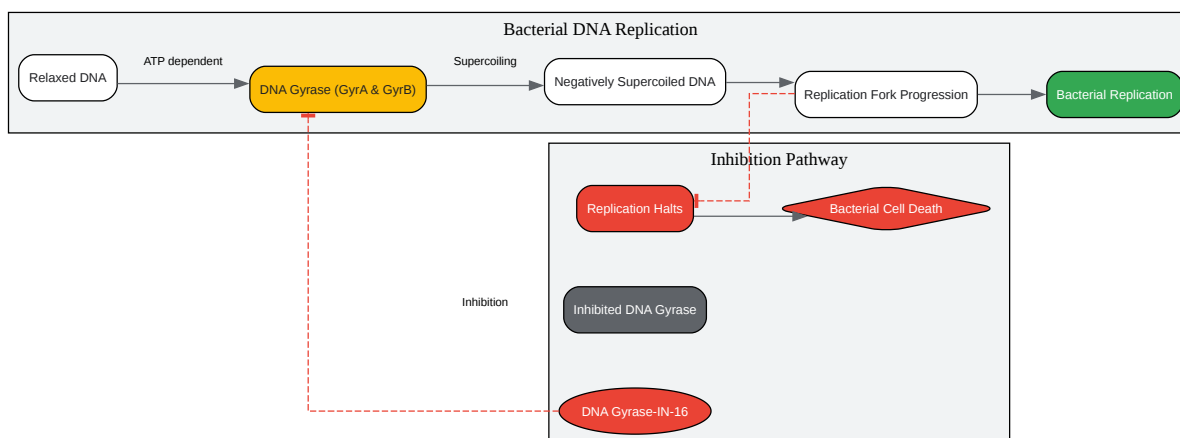 Bacterial DNA Replication
ATP dependent
Supercoiling
Relaxed DNA
DNA Gyrase (GyrA & GyrB)
Negatively Supercoiled DNA
Replication Fork Progression
Bacterial Replication
Inhibition Pathway
Replication Halts
Bacterial Cell Death
Inhibition
Inhibited DNA Gyrase
DNA Gyrase-IN-16